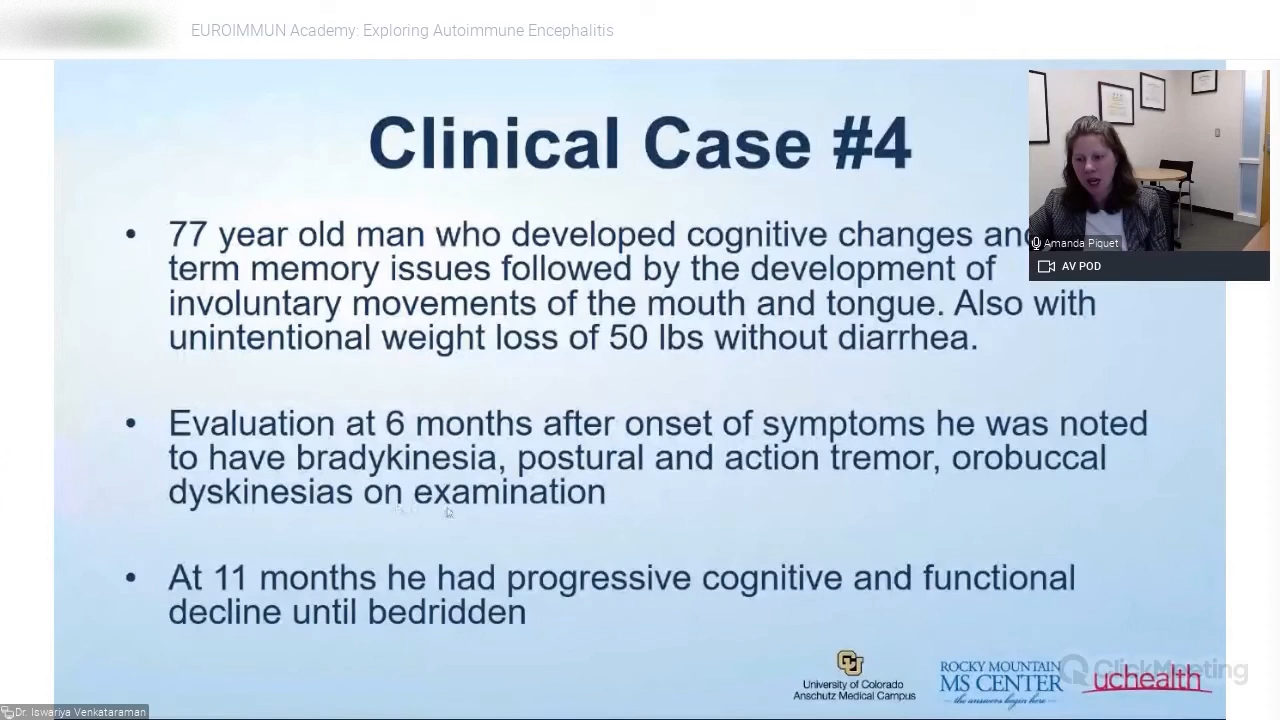 EUROIMMUN Academy: Exploring Autoimmune Encephalitis
Clinical Case #4
Amanda Piquet
AV POD
• 77 year old man who developed cognitive changes and
term memory issues followed by the development of
involuntary movements of the mouth and tongue. Also with
unintentional weight loss of 50 lbs without diarrhea.
• Evaluation at 6 months after onset of symptoms he was noted
to have bradykinesia, postural and action tremor, orobuccal
dyskinesias on examination
• At 11 months he had progressive cognitive and functional
decline until bedridden
CU
University of Colorado
Anschutz Medical Campus
ROCKY MOUNTAIN
MS CENTER
the answers begin here
uchealth
ClickMeeting
Dr. Iswariya Venkataraman